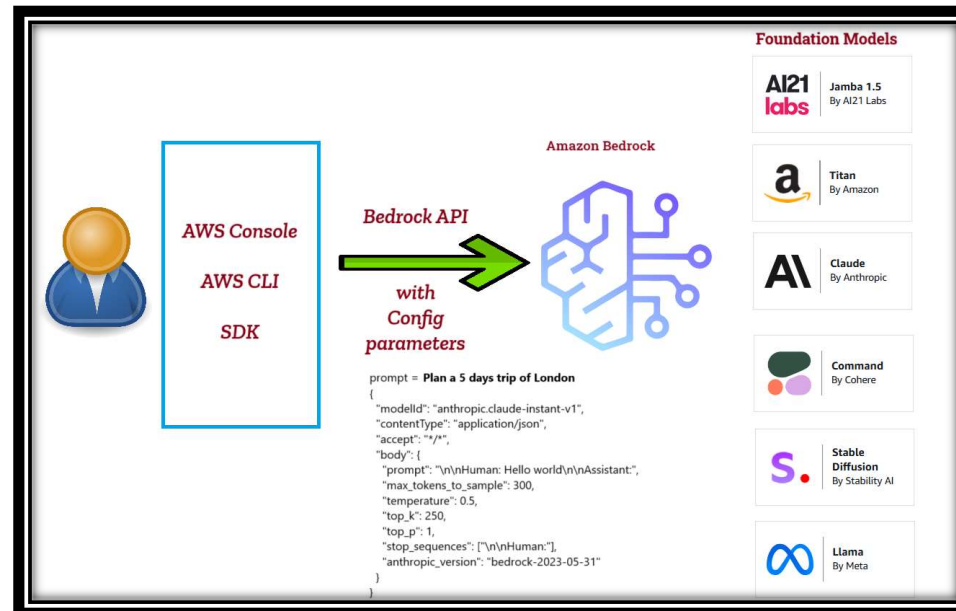 Foundation Models
AI21
labs
Jamba 1.5
By AI21 Labs
Amazon Bedrock
a
Titan
By Amazon
AWS Console
AWS CLI
SDK
Bedrock API
with
Config
parameters
A\
Claude
By Anthropic
Command
By Cohere
prompt = Plan a 5 days trip of London
{
"modelId": "anthropic.claude-instant-v1",
"contentType": "application/json",
"accept": "*/*",
"body": {
"prompt": "\n\nHuman: Hello world\n\nAssistant:",
"max_tokens_to_sample": 300,
"temperature": 0.5,
"top_k": 250,
"top_p": 1,
"stop_sequences": ["\n\nHuman:"],
"anthropic_version": "bedrock-2023-05-31"
}
}
S.
Stable
Diffusion
By Stability AI
Llama
By Meta